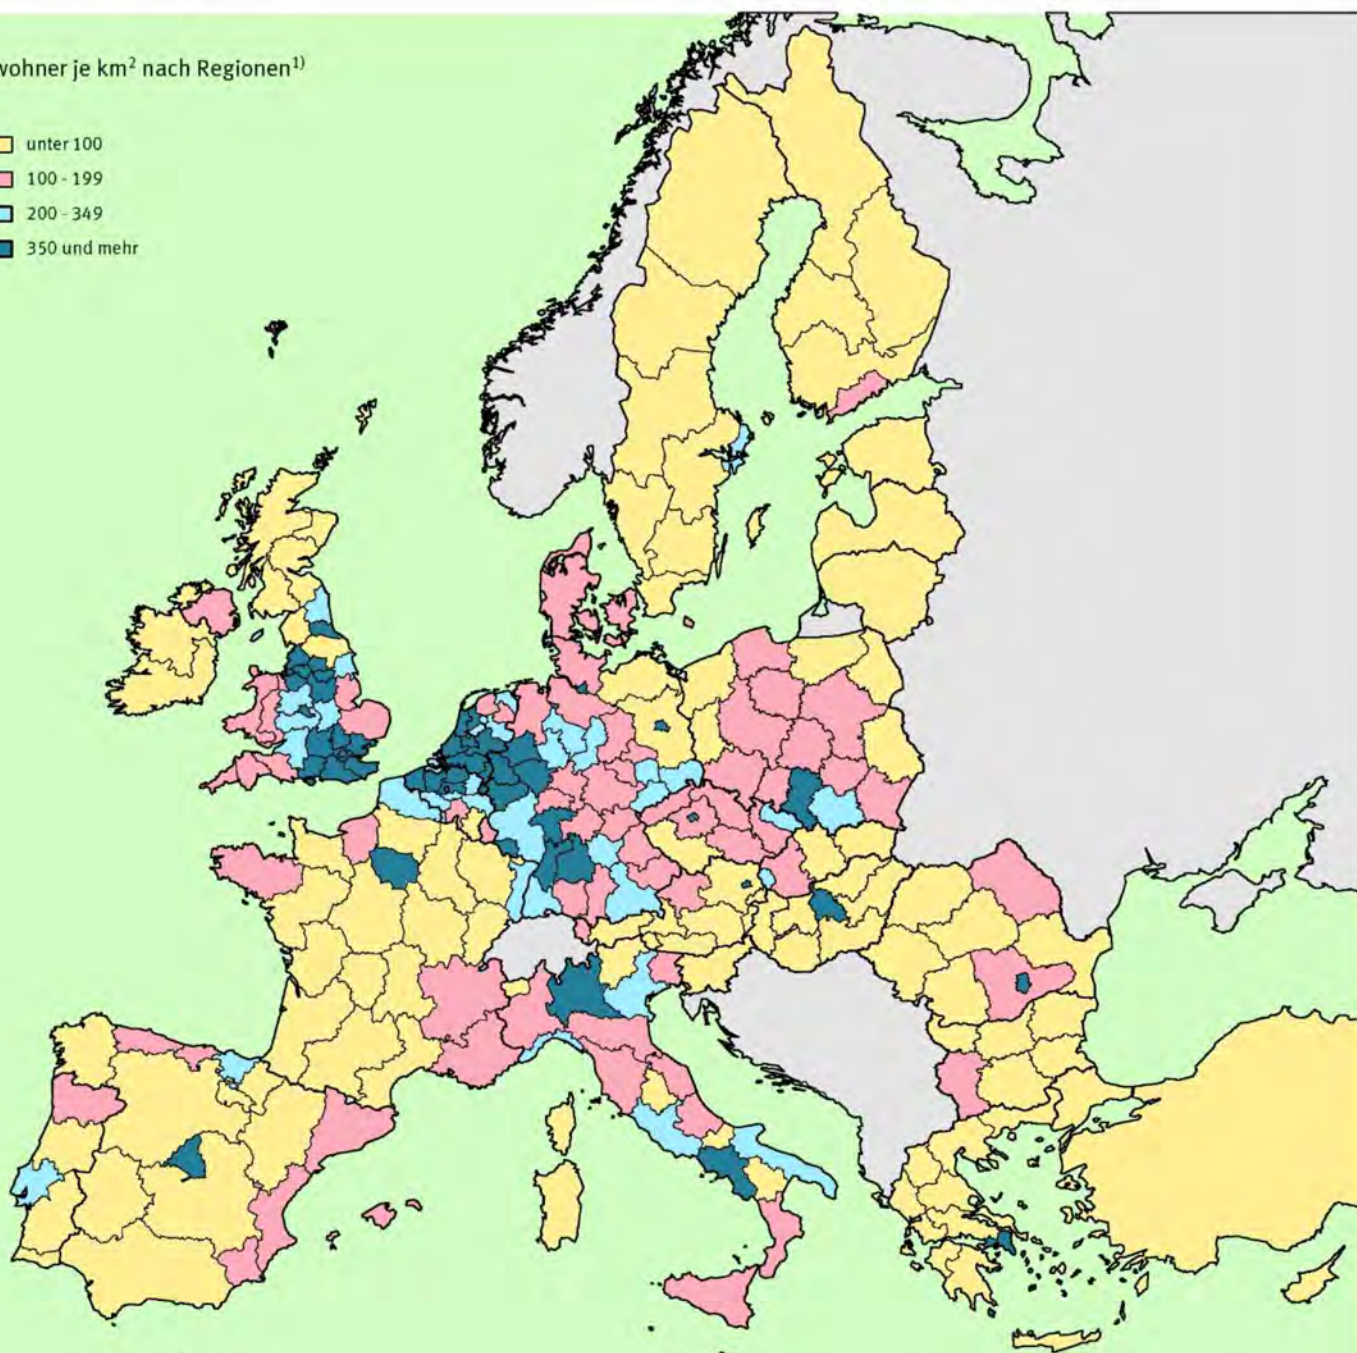 wohner je km² nach Regionen¹⁾
unter 100
100 - 199
200 - 349
350 und mehr